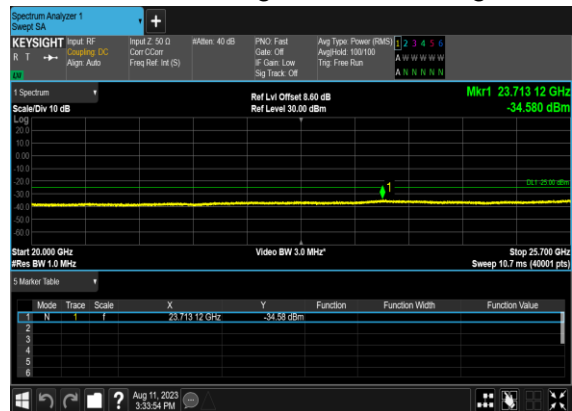 Spectrum Analyzer 1
Swept SA
+
KEYSIGHT Input: RF Input Z: 50 Ω #Atten: 40 dB PNO: Fast Avg Type: Power (RMS) 1 2 3 4 5 6
R T Coupling: DC Corr CCorr Gate: Off Avg|Hold: 100/100 A W W W W W
Align: Auto Freq Ref: Int (S) IF Gain: Low Trig: Free Run
Sig Track: Off A N N N N N
1 Spectrum Ref Lvl Offset 8.60 dB Mkr1 23.713 12 GHz
Scale/Div 10 dB Ref Level 30.00 dBm -34.580 dBm
Log
20.0
10.0
0.00
-10.0
-20.0
DL1 -25.00 dBm
1
-30.0
-40.0
-50.0
-60.0
Start 20.000 GHz Video BW 3.0 MHz* Stop 25.700 GHz
#Res BW 1.0 MHz Sweep 10.7 ms (40001 pts)
5 Marker Table
Mode Trace Scale X Y Function Function Width Function Value
1 N 1 f 23.713 12 GHz -34.58 dBm
2
3
4
5
6
? Aug 11, 2023
3:33:54 PM